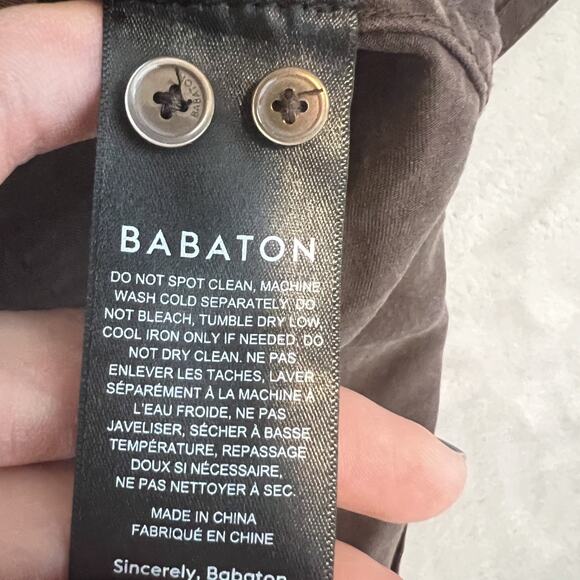 BABATON
BABATON
DO NOT SPOT CLEAN, MACHINE
WASH COLD SEPARATELY, DO
NOT BLEACH, TUMBLE DRY LOW,
COOL IRON ONLY IF NEEDED. DO
NOT DRY CLEAN. NE PAS
ENLEVER LES TACHES, LAVER
SÉPARÉMENT À LA MACHINE À
L'EAU FROIDE, NE PAS
JAVELISER, SÉCHER À BASSE
TEMPÉRATURE, REPASSAGE
DOUX SI NÉCESSAIRE,
NE PAS NETTOYER À SEC.
MADE IN CHINA
FABRIQUÉ EN CHINE
Sincerely, Babaton